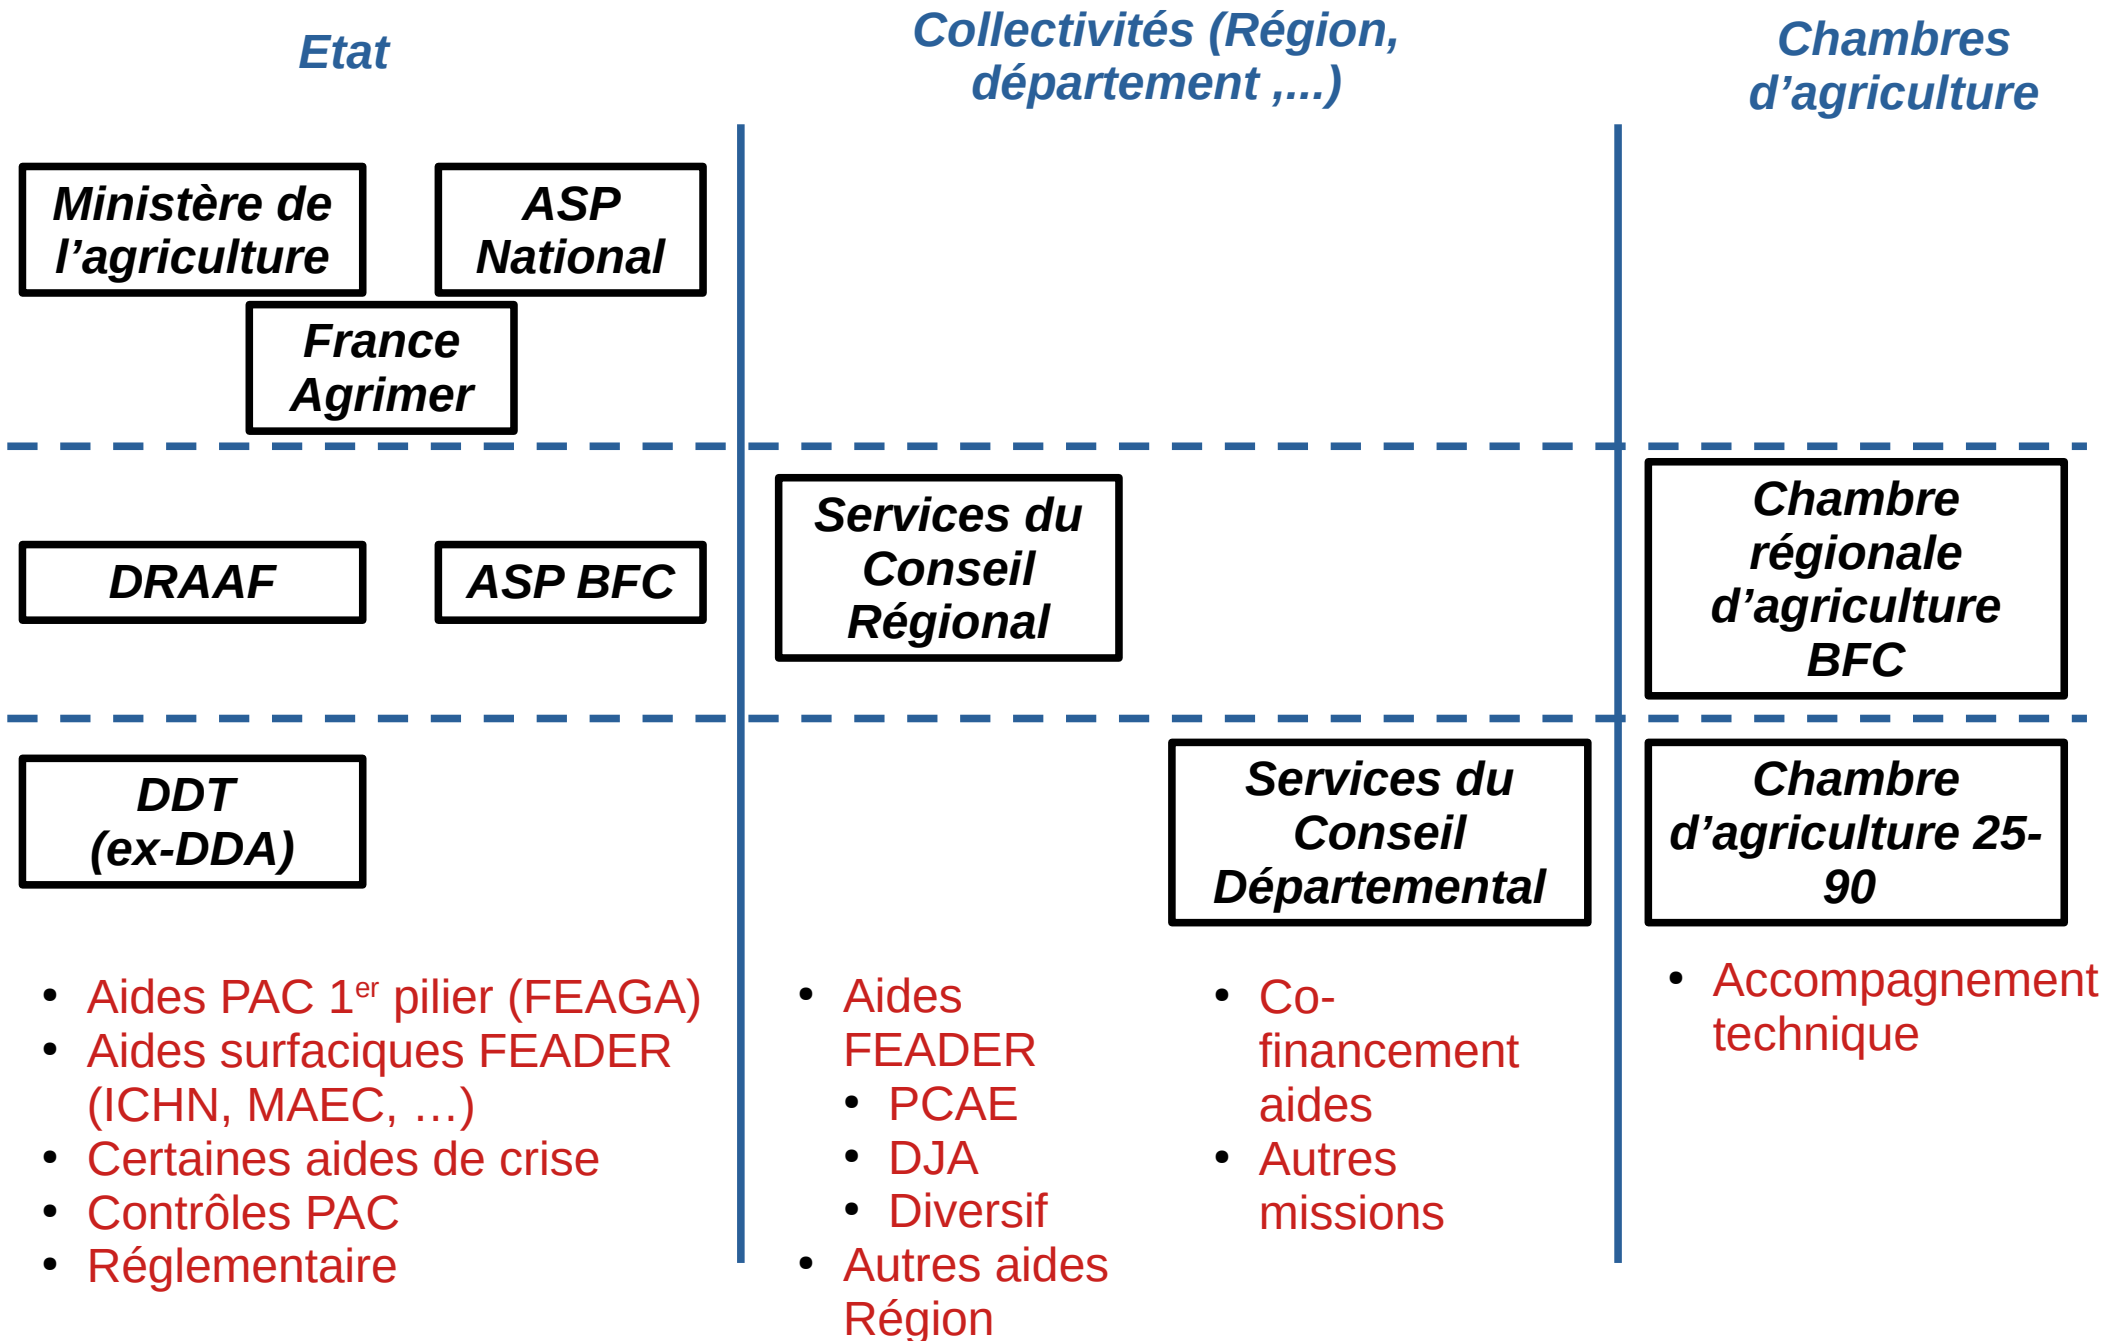 Etat
Collectivités (Région,
département ,...)
Chambres
d’agriculture
Ministère de
l’agriculture
ASP
National
France
Agrimer
DRAAF
ASP BFC
Services du
Conseil
Régional
Chambre
régionale
d’agriculture
BFC
DDT
(ex-DDA)
Services du
Conseil
Départemental
Chambre
d’agriculture 25-
90
• Aides PAC 1er pilier (FEAGA)
• Aides surfaciques FEADER
(ICHN, MAEC, …)
• Certaines aides de crise
• Contrôles PAC
• Réglementaire
• Aides
FEADER
• PCAE
• DJA
• Diversif
• Autres aides
Région
• Co-
financement
aides
• Autres
missions
• Accompagnement
technique